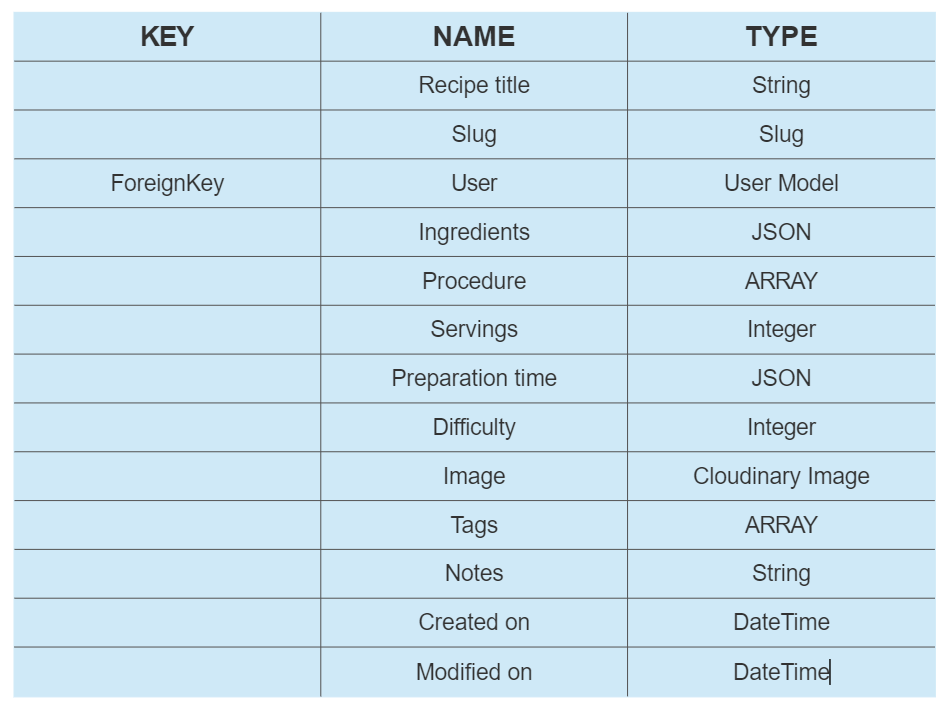 KEY NAME TYPE
Recipe title String
Slug Slug
ForeignKey User User Model
Ingredients JSON
Procedure ARRAY
Servings Integer
Preparation time JSON
Difficulty Integer
Image Cloudinary Image
Tags ARRAY
Notes String
Created on DateTime
Modified on DateTime